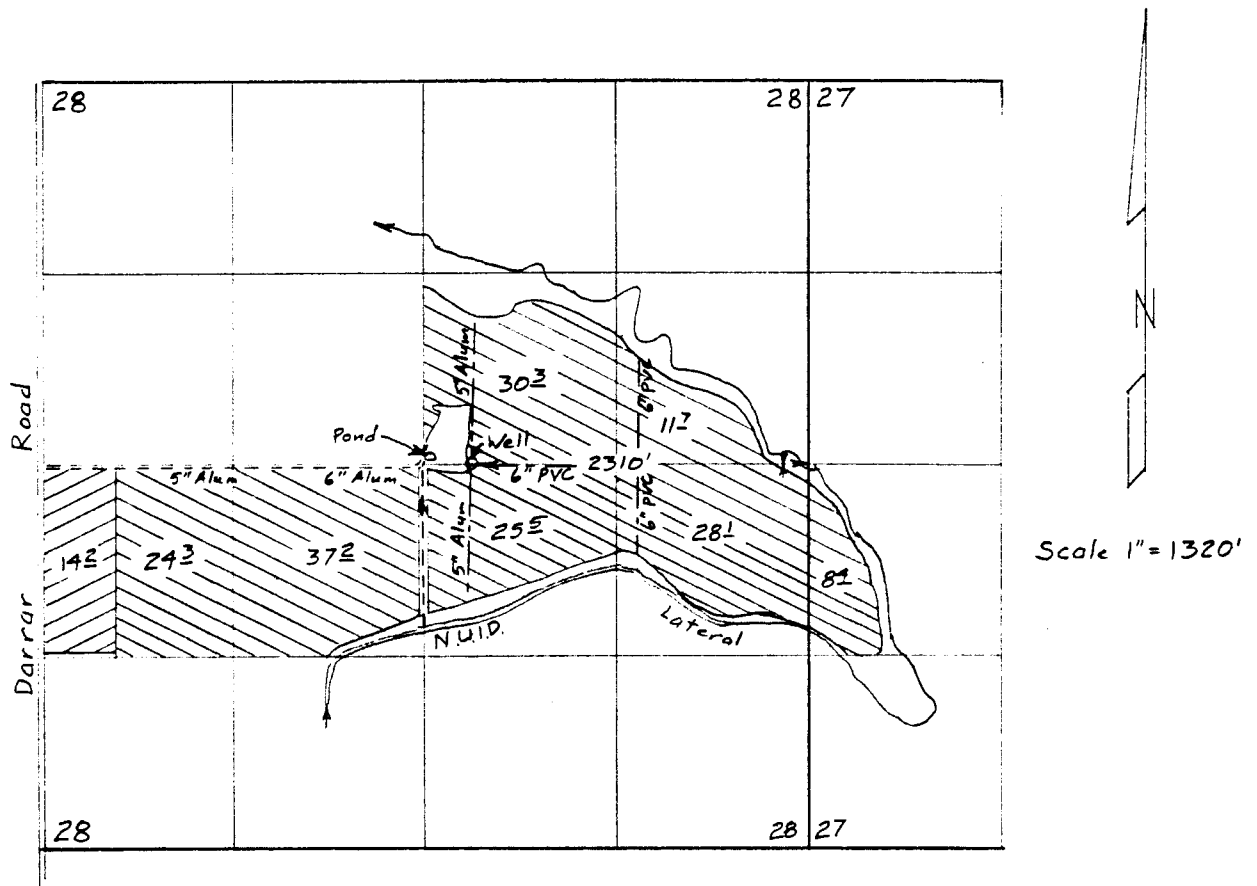 28
28 27
N
5" Alum
30 3
6" PVC
11 7
Road
Pond
Well
6" PVC
2310'
5" Alum
6" Alum
6" PVC
5" Alum
25 5
28 1
14 2
24 3
37 2
8 4
Scale 1"= 1320'
Darrar
N.U.I.D.
Lateral
28
28 27